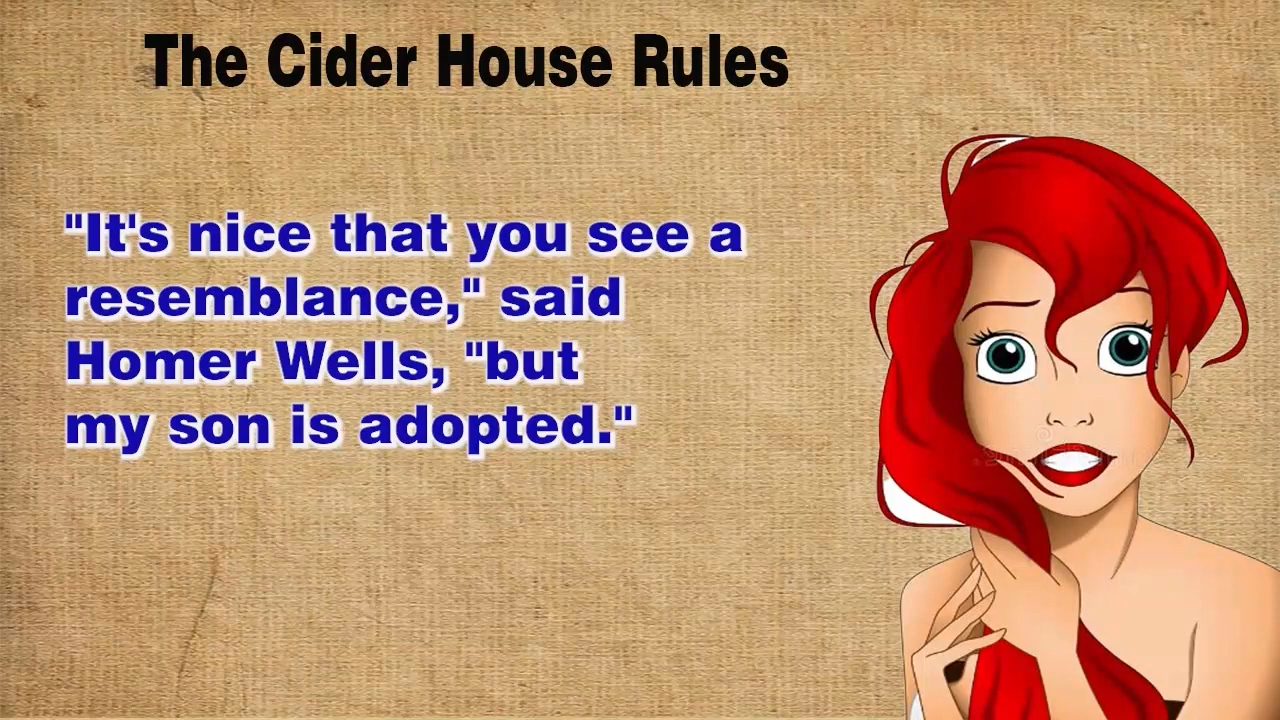 The Cider House Rules
"It's nice that you see a
resemblance," said
Homer Wells, "but
my son is adopted."